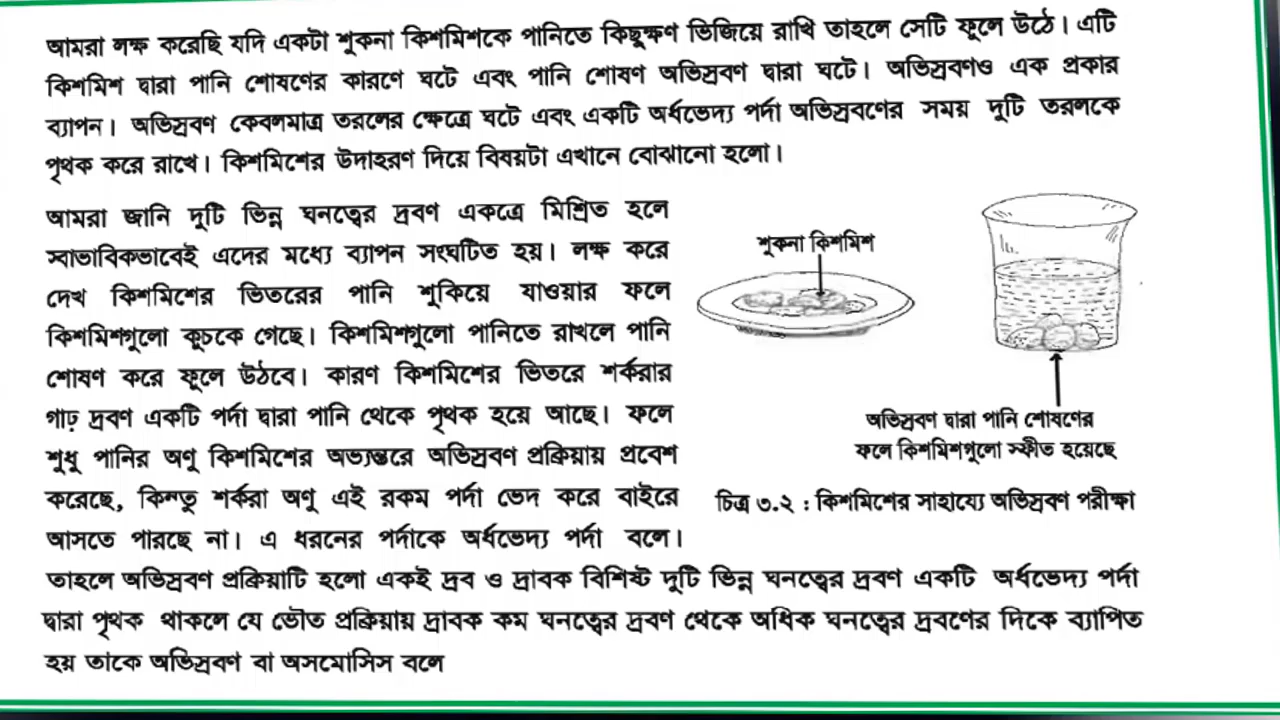 আমরা লক্ষ করেছি যদি একটা শুকনা কিশমিশকে পানিতে কিছুক্ষণ ভিজিয়ে রাখি তাহলে সেটি ফুলে উঠে। এটি
কিশমিশ দ্বারা পানি শোষণের কারণে ঘটে এবং পানি শোষণ অভিস্রবণ দ্বারা ঘটে। অভিস্রবণও এক প্রকার
ব্যাপন। অভিস্রবণ কেবলমাত্র তরলের ক্ষেত্রে ঘটে এবং একটি অর্ধভেদ্য পর্দা অভিস্রবণের সময় দুটি তরলকে
পৃথক করে রাখে। কিশমিশের উদাহরণ দিয়ে বিষয়টা এখানে বোঝানো হলো।
আমরা জানি দুটি ভিন্ন ঘনত্বের দ্রবণ একত্রে মিশ্রিত হলে
স্বাভাবিকভাবেই এদের মধ্যে ব্যাপন সংঘটিত হয়। লক্ষ করে
দেখ কিশমিশের ভিতরের পানি শুকিয়ে যাওয়ার ফলে
কিশমিশগুলো কুচকে গেছে। কিশমিশগুলো পানিতে রাখলে পানি
শোষণ করে ফুলে উঠবে। কারণ কিশমিশের ভিতরে শর্করার
গাঢ় দ্রবণ একটি পর্দা দ্বারা পানি থেকে পৃথক হয়ে আছে। ফলে
শুধু পানির অণু কিশমিশের অভ্যন্তরে অভিস্রবণ প্রক্রিয়ায় প্রবেশ
করেছে, কিন্তু শর্করা অণু এই রকম পর্দা ভেদ করে বাইরে
আসতে পারছে না। এ ধরনের পর্দাকে অর্ধভেদ্য পর্দা বলে।
শুকনা কিশমিশ
অভিস্রবণ দ্বারা পানি শোষণের
ফলে কিশমিশগুলো স্ফীত হয়েছে
চিত্র ৩.২ : কিশমিশের সাহায্যে অভিস্রবণ পরীক্ষা
তাহলে অভিস্রবণ প্রক্রিয়াটি হলো একই দ্রব ও দ্রাবক বিশিষ্ট দুটি ভিন্ন ঘনত্বের দ্রবণ একটি অর্ধভেদ্য পর্দা
দ্বারা পৃথক থাকলে যে ভৌত প্রক্রিয়ায় দ্রাবক কম ঘনত্বের দ্রবণ থেকে অধিক ঘনত্বের দ্রবণের দিকে ব্যাপিত
হয় তাকে অভিস্রবণ বা অসমোসিস বলে